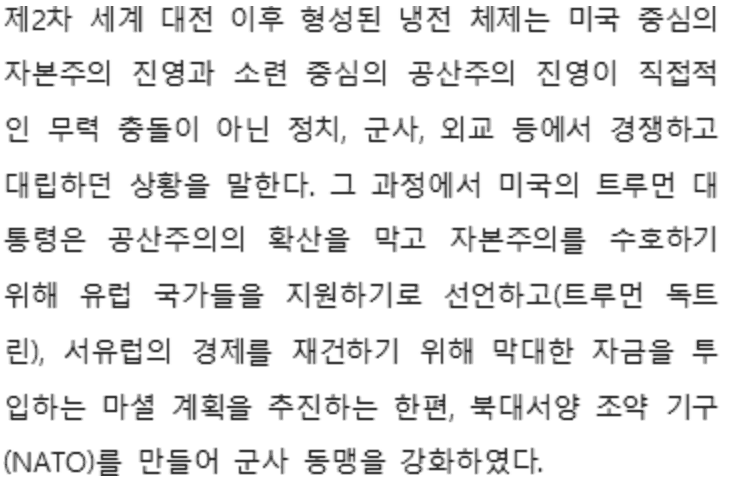 제2차 세계 대전 이후 형성된 냉전 체제는 미국 중심의
자본주의 진영과 소련 중심의 공산주의 진영이 직접적
인 무력 충돌이 아닌 정치, 군사, 외교 등에서 경쟁하고
대립하던 상황을 말한다. 그 과정에서 미국의 트루먼 대
통령은 공산주의의 확산을 막고 자본주의를 수호하기
위해 유럽 국가들을 지원하기로 선언하고(트루먼 독트
린), 서유럽의 경제를 재건하기 위해 막대한 자금을 투
입하는 마셜 계획을 추진하는 한편, 북대서양 조약 기구
(NATO)를 만들어 군사 동맹을 강화하였다.